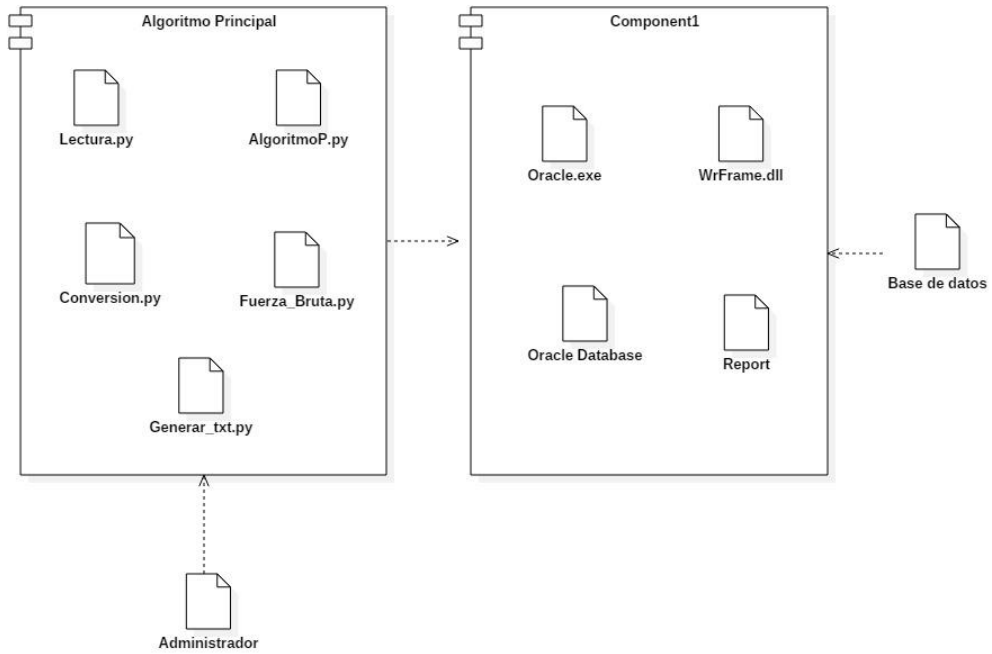 Algoritmo Principal
Lectura.py
AlgoritmoP.py
Conversion.py
Fuerza_Bruta.py
Generar_txt.py
Administrador
Component1
Oracle.exe
WrFrame.dll
Oracle Database
Report
Base de datos